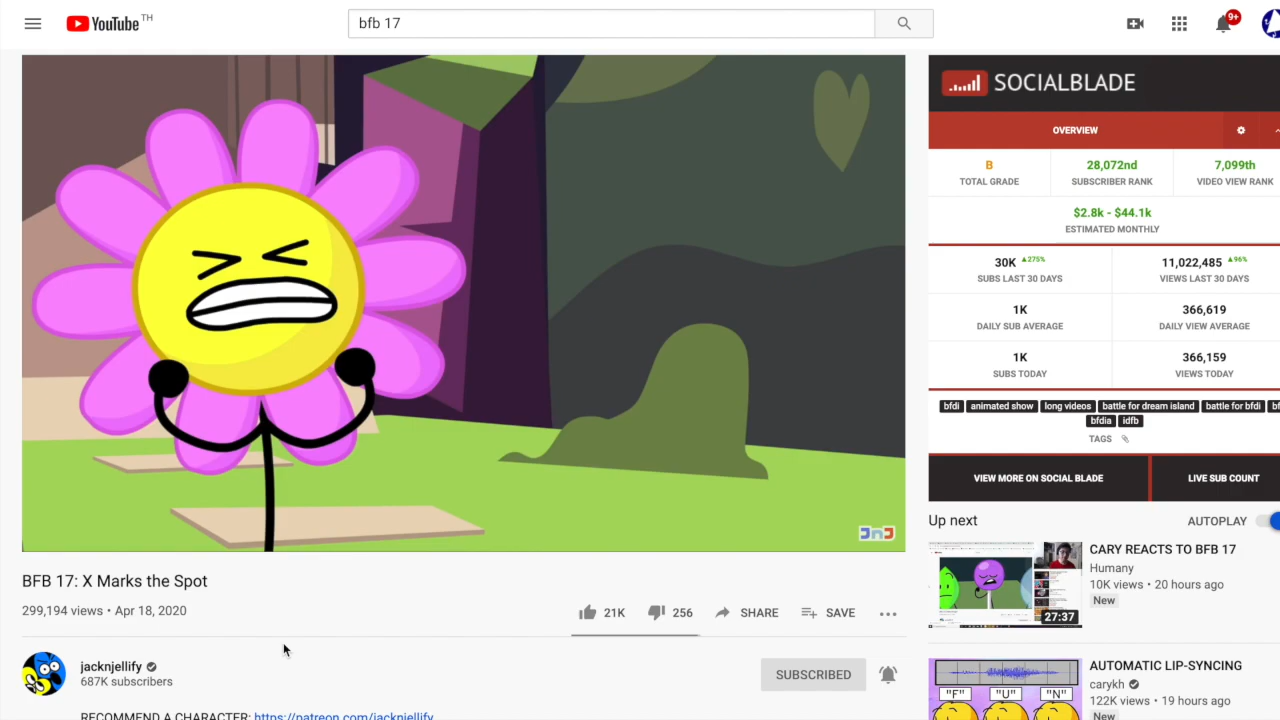 YouTube TH
bfb 17
9+
JnJ
BFB 17: X Marks the Spot
299,194 views • Apr 18, 2020
21K
256
SHARE
SAVE
jacknjellify
687K subscribers
SUBSCRIBED
RECOMMEND A CHARACTER: https://patreon.com/jacknjellify
SOCIALBLADE
OVERVIEW
B
TOTAL GRADE
28,072nd
SUBSCRIBER RANK
7,099th
VIDEO VIEW RANK
$2.8k - $44.1k
ESTIMATED MONTHLY
30K ▲275%
SUBS LAST 30 DAYS
11,022,485 ▲96%
VIEWS LAST 30 DAYS
1K
DAILY SUB AVERAGE
366,619
DAILY VIEW AVERAGE
1K
SUBS TODAY
366,159
VIEWS TODAY
bfdi animated show long videos battle for dream island battle for bfdi
bfdia idfb
TAGS
VIEW MORE ON SOCIAL BLADE
LIVE SUB COUNT
Up next
AUTOPLAY
27:37
CARY REACTS TO BFB 17
Humany
10K views • 20 hours ago
New
"F" "U" "N"
AUTOMATIC LIP-SYNCING
carykh
122K views • 19 hours ago
New